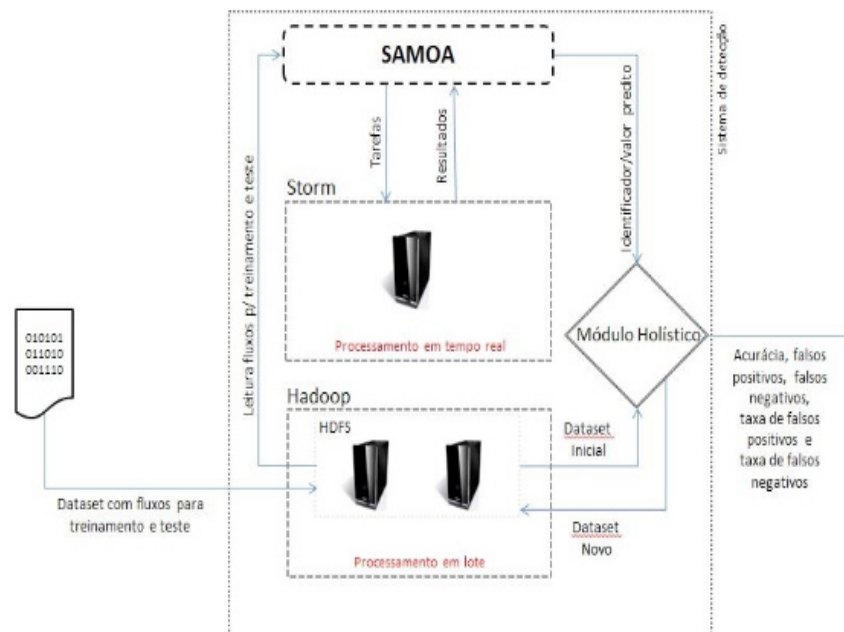 SAMOA
Sistema de detecção
Leitura fluxos p/ treinamento e teste
Tarefas
Resultados
Identificador/valor predito
Storm
Processamento em tempo real
010101
011010
001110
Módulo Holístico
Acurácia, falsos
positivos, falsos
negativos,
taxa de falsos
positivos e
taxa de falsos
negativos
Hadoop
HDFS
Dataset
Inicial
Dataset com fluxos para
treinamento e teste
Dataset
Novo
Processamento em lote